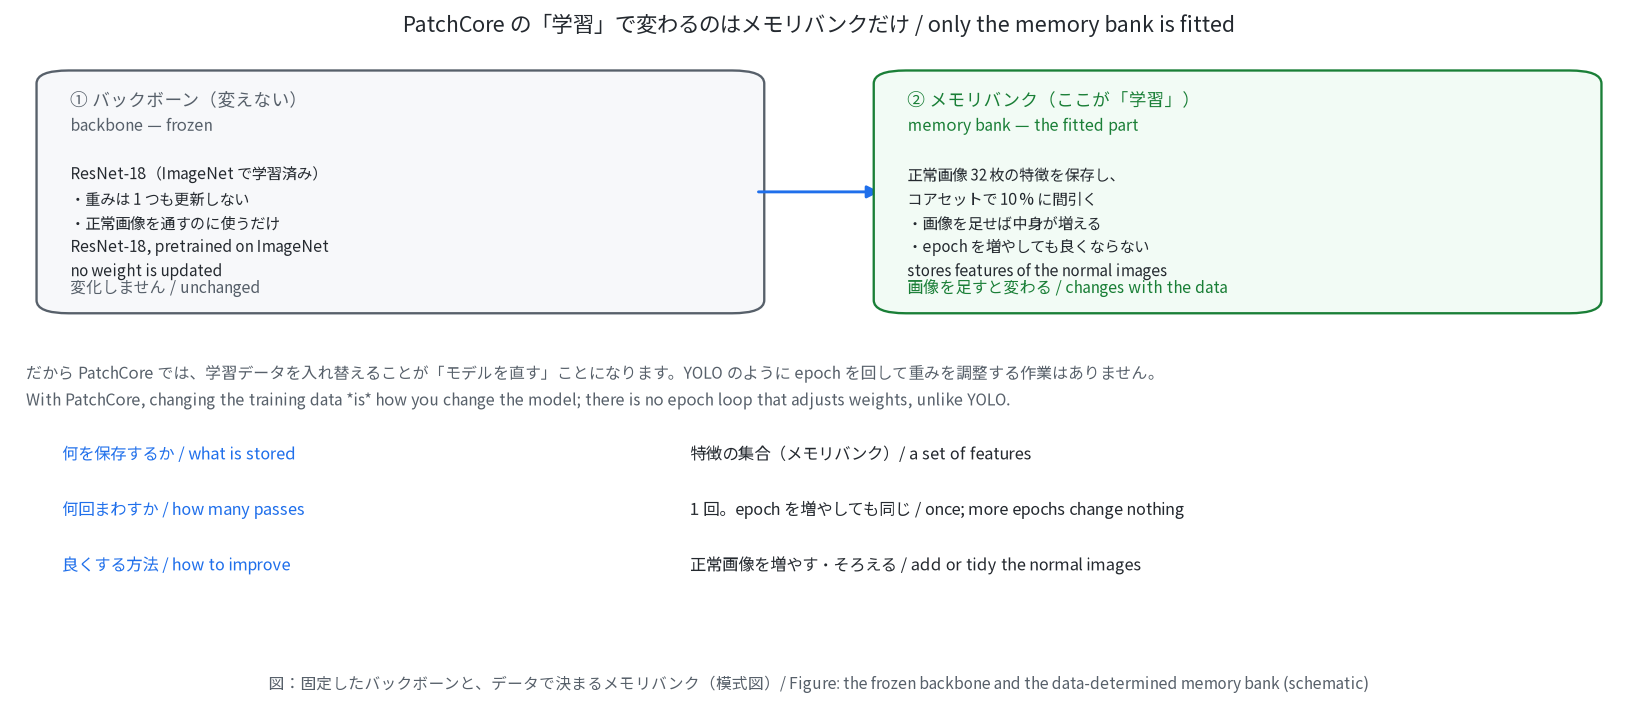 PatchCore の「学習」で変わるのはメモリバンクだけ / only the memory bank is fitted
① バックボーン（変えない）
backbone — frozen
ResNet-18（ImageNet で学習済み）
・重みは 1 つも更新しない
・正常画像を通すのに使うだけ
ResNet-18, pretrained on ImageNet
no weight is updated
変化しません / unchanged
② メモリバンク（ここが「学習」）
memory bank — the fitted part
正常画像 32 枚の特徴を保存し、
コアセットで 10 % に間引く
・画像を足せば中身が増える
・epoch を増やしても良くならない
stores features of the normal images
画像を足すと変わる / changes with the data
だから PatchCore では、学習データを入れ替えることが「モデルを直す」ことになります。YOLO のように epoch を回して重みを調整する作業はありません。
With PatchCore, changing the training data *is* how you change the model; there is no epoch loop that adjusts weights, unlike YOLO.
何を保存するか / what is stored
特徴の集合（メモリバンク）/ a set of features
何回まわすか / how many passes
1 回。epoch を増やしても同じ / once; more epochs change nothing
良くする方法 / how to improve
正常画像を増やす・そろえる / add or tidy the normal images
図：固定したバックボーンと、データで決まるメモリバンク（模式図）/ Figure: the frozen backbone and the data-determined memory bank (schematic)